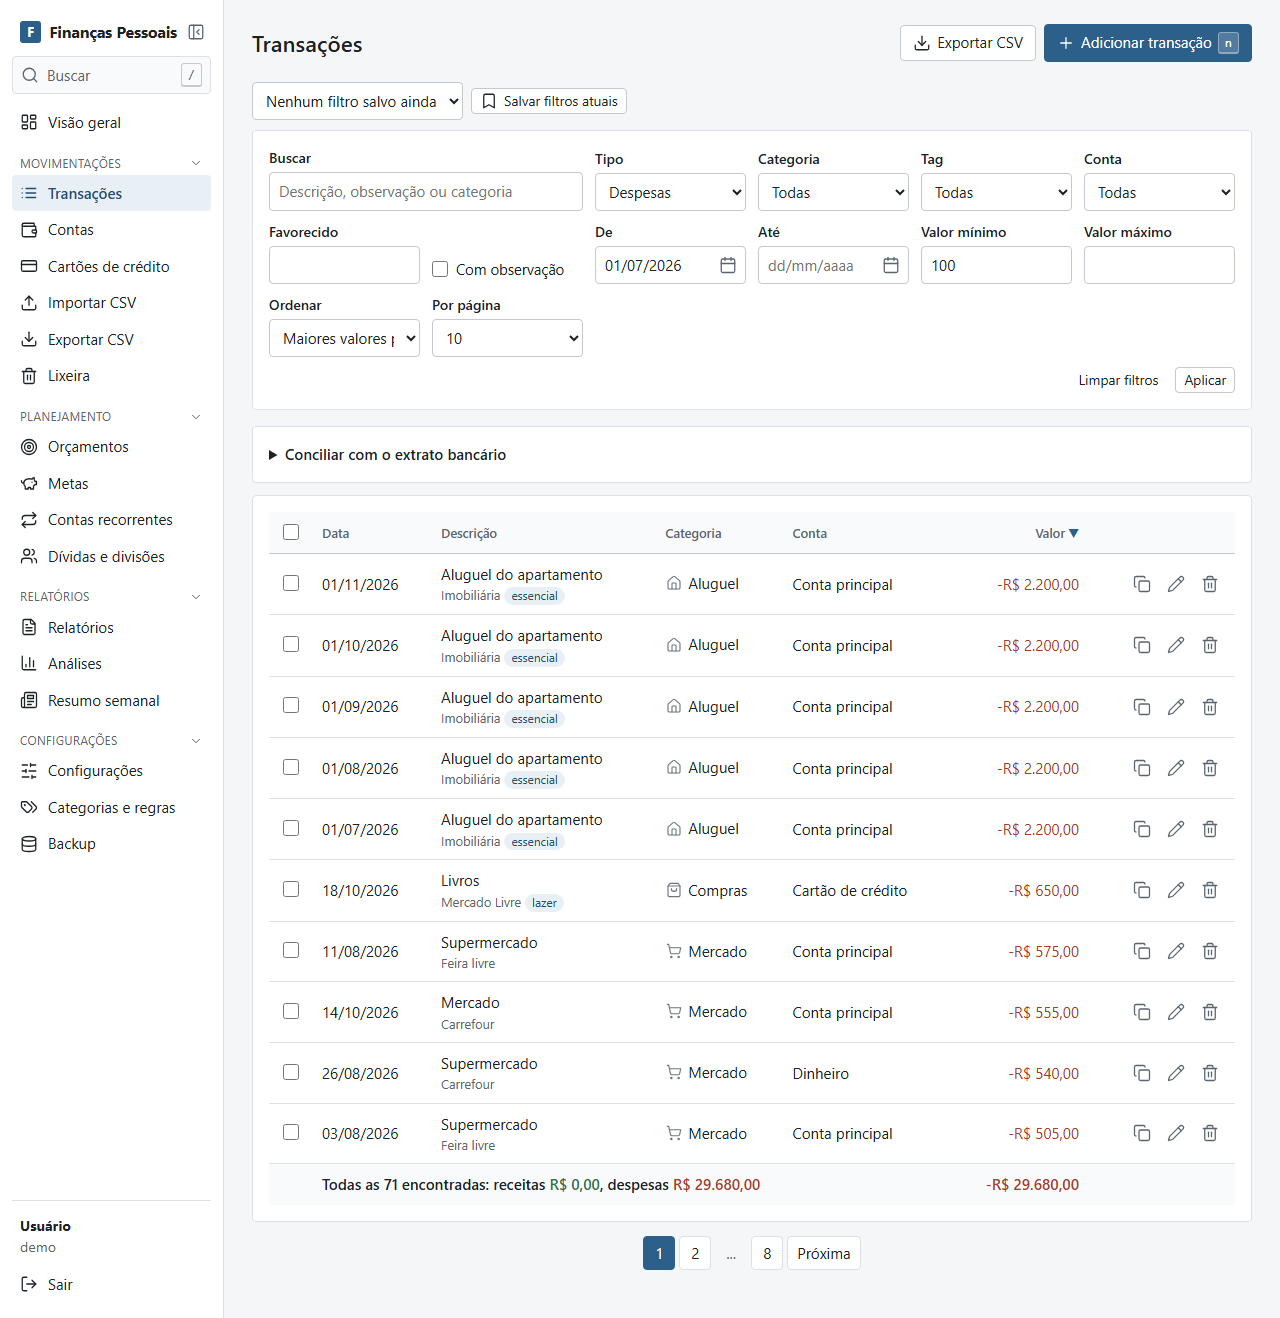 F Finanças Pessoais
Buscar /
Visão geral
MOVIMENTAÇÕES
Transações
Contas
Cartões de crédito
Importar CSV
Exportar CSV
Lixeira
PLANEJAMENTO
Orçamentos
Metas
Contas recorrentes
Dívidas e divisões
RELATÓRIOS
Relatórios
Análises
Resumo semanal
CONFIGURAÇÕES
Configurações
Categorias e regras
Backup
Usuário
demo
Sair
Transações
Exportar CSV
Adicionar transação n
Nenhum filtro salvo ainda
Salvar filtros atuais
Buscar Tipo Categoria Tag Conta
Descrição, observação ou categoria Despesas Todas Todas Todas
Favorecido De Até Valor mínimo Valor máximo
Com observação 01/07/2026 dd/mm/aaaa 100
Ordenar Por página
Maiores valores 10
Limpar filtros Aplicar
Conciliar com o extrato bancário
Data Descrição Categoria Conta Valor ▼
01/11/2026 Aluguel do apartamento Aluguel Conta principal -R$ 2.200,00
Imobiliária essencial
01/10/2026 Aluguel do apartamento Aluguel Conta principal -R$ 2.200,00
Imobiliária essencial
01/09/2026 Aluguel do apartamento Aluguel Conta principal -R$ 2.200,00
Imobiliária essencial
01/08/2026 Aluguel do apartamento Aluguel Conta principal -R$ 2.200,00
Imobiliária essencial
01/07/2026 Aluguel do apartamento Aluguel Conta principal -R$ 2.200,00
Imobiliária essencial
18/10/2026 Livros Compras Cartão de crédito -R$ 650,00
Mercado Livre lazer
11/08/2026 Supermercado Mercado Conta principal -R$ 575,00
Feira livre
14/10/2026 Mercado Mercado Conta principal -R$ 555,00
Carrefour
26/08/2026 Supermercado Mercado Dinheiro -R$ 540,00
Carrefour
03/08/2026 Supermercado Mercado Conta principal -R$ 505,00
Feira livre
Todas as 71 encontradas: receitas R$ 0,00, despesas R$ 29.680,00 -R$ 29.680,00
1 2 ... 8 Próxima